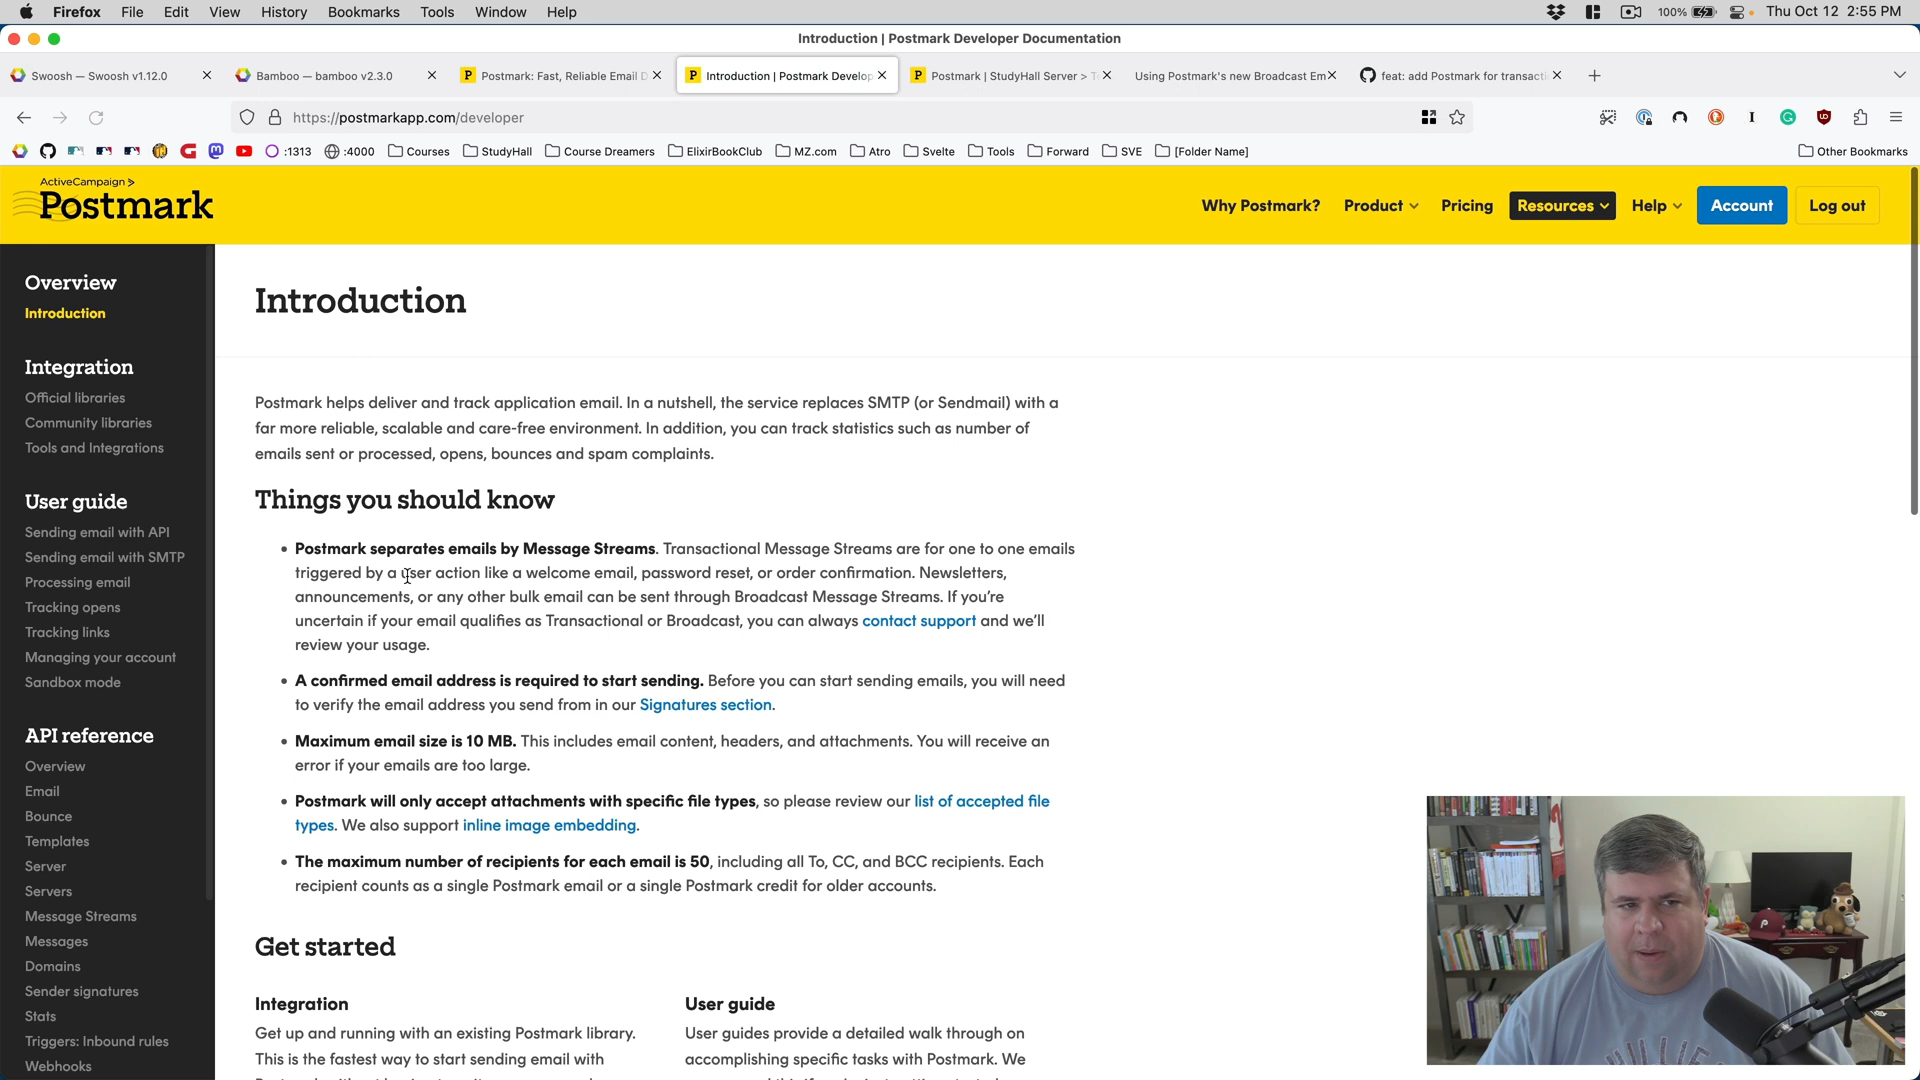 Firefox File Edit View History Bookmarks Tools Window Help 100% Thu Oct 12 2:55 PM
Introduction | Postmark Developer Documentation
Swoosh — Swoosh v1.12.0 Bamboo — bamboo v2.3.0 Postmark: Fast, Reliable Email D Introduction | Postmark Develop Postmark | StudyHall Server > T Using Postmark's new Broadcast Em feat: add Postmark for transacti
https://postmarkapp.com/developer
:1313 :4000 Courses StudyHall Course Dreamers ElixirBookClub MZ.com Atro Svelte Tools Forward SVE [Folder Name] Other Bookmarks
ActiveCampaign >
Postmark
Why Postmark? Product Pricing Resources Help Account Log out
Overview
Introduction
Integration
Official libraries
Community libraries
Tools and Integrations
User guide
Sending email with API
Sending email with SMTP
Processing email
Tracking opens
Tracking links
Managing your account
Sandbox mode
API reference
Overview
Email
Bounce
Templates
Server
Servers
Message Streams
Messages
Domains
Sender signatures
Stats
Triggers: Inbound rules
Webhooks
Introduction
Postmark helps deliver and track application email. In a nutshell, the service replaces SMTP (or Sendmail) with a
far more reliable, scalable and care-free environment. In addition, you can track statistics such as number of
emails sent or processed, opens, bounces and spam complaints.
Things you should know
• Postmark separates emails by Message Streams. Transactional Message Streams are for one to one emails
triggered by a user action like a welcome email, password reset, or order confirmation. Newsletters,
announcements, or any other bulk email can be sent through Broadcast Message Streams. If you're
uncertain if your email qualifies as Transactional or Broadcast, you can always contact support and we'll
review your usage.
• A confirmed email address is required to start sending. Before you can start sending emails, you will need
to verify the email address you send from in our Signatures section.
• Maximum email size is 10 MB. This includes email content, headers, and attachments. You will receive an
error if your emails are too large.
• Postmark will only accept attachments with specific file types, so please review our list of accepted file
types. We also support inline image embedding.
• The maximum number of recipients for each email is 50, including all To, CC, and BCC recipients. Each
recipient counts as a single Postmark email or a single Postmark credit for older accounts.
Get started
Integration
Get up and running with an existing Postmark library.
This is the fastest way to start sending email with
User guide
User guides provide a detailed walk through on
accomplishing specific tasks with Postmark. We